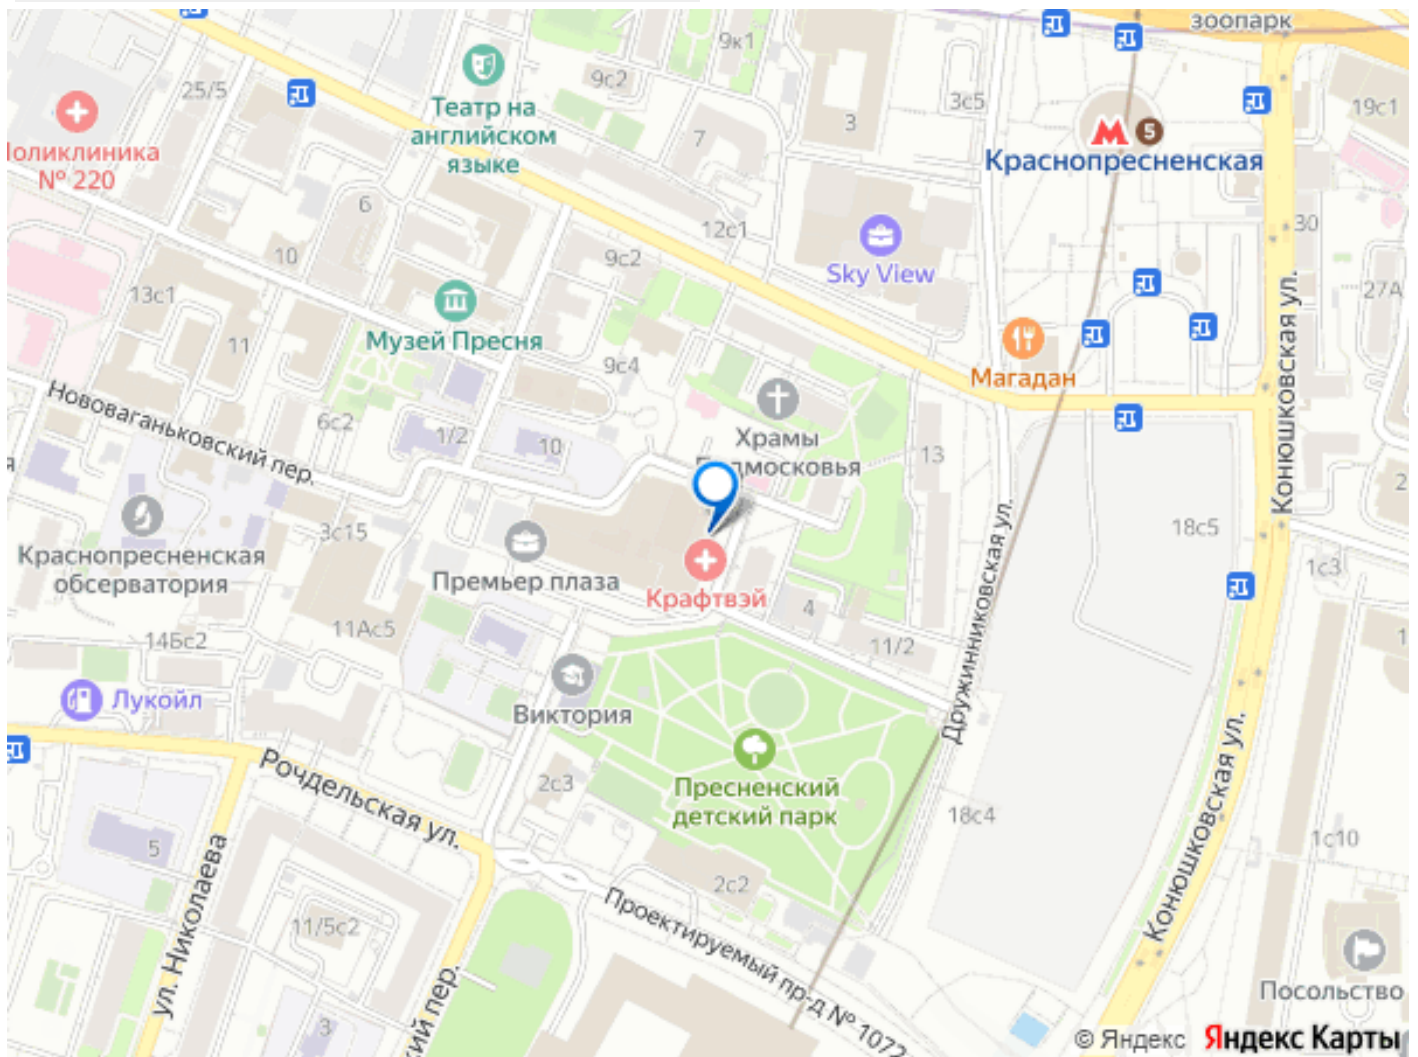 зоопарк
9к1
9с2
25/5
Театр на
английском
языке
3с5
19с1
3
7
5
Краснопресненская
оликлиника
№ 220
6
12с1
30
10
9с2
Sky View
27А
13с1
Музей Пресня
11
9с4
Магадан
Конюшковская ул.
Нововаганьковский пер.
6с2
1/2
10
Храмы
13
18с5
3с15
Краснопресненская
обсерватория
Премьер плаза
Крафтвэй
4
1с3
11Ас5
14Бс2
11/2
Дружинниковская ул.
Лукойл
Виктория
Рочдельская ул.
2с3
Пресненский
детский парк
18с4
Конюшковская ул.
5
1с10
ул. Николаева
2с2
11/5с2
Проектируемый пр-д № 1072
кий пер.
3
Посольство
© Яндекс Яндекс Карты